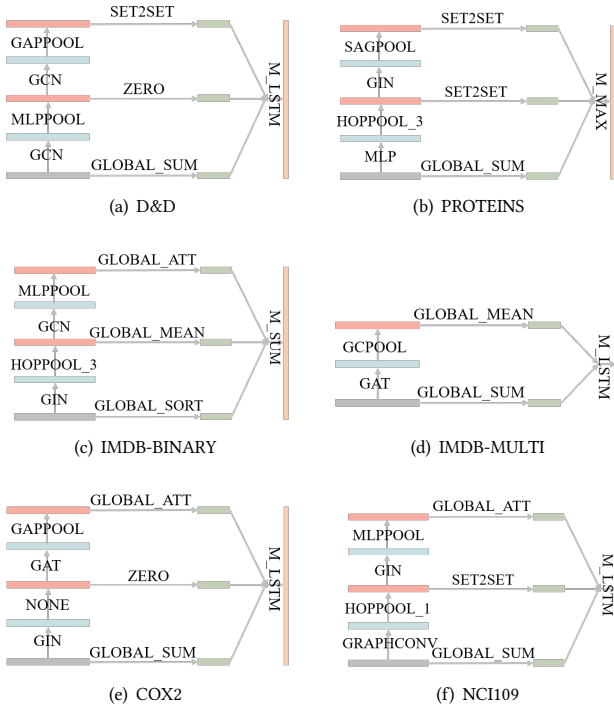 SET2SET
GAPPOOL
GCN
ZERO
MLPPOOL
GCN
GLOBAL_SUM
M_LSTM
(a) D&D
SET2SET
SAGPOOL
GIN
SET2SET
HOPPOOL_3
MLP
GLOBAL_SUM
M_MAX
(b) PROTEINS
GLOBAL_ATT
MLPPOOL
GCN
GLOBAL_MEAN
HOPPOOL_3
GIN
GLOBAL_SORT
M_SUM
(c) IMDB-BINARY
GLOBAL_MEAN
GCPOOL
GAT
GLOBAL_SUM
M_LSTM
(d) IMDB-MULTI
GLOBAL_ATT
GAPPOOL
GAT
ZERO
NONE
GIN
GLOBAL_SUM
M_LSTM
(e) COX2
GLOBAL_ATT
MLPPOOL
GIN
SET2SET
HOPPOOL_1
GRAPHCONV
GLOBAL_SUM
M_LSTM
(f) NCI109